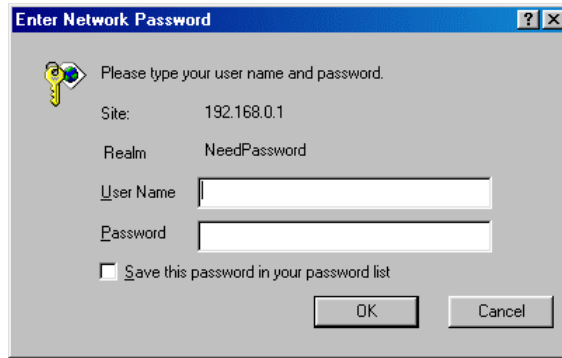 Enter Network Password
Please type your user name and password.
Site: 192.168.0.1
Realm NeedPassword
User Name
Password
Save this password in your password list
OK Cancel